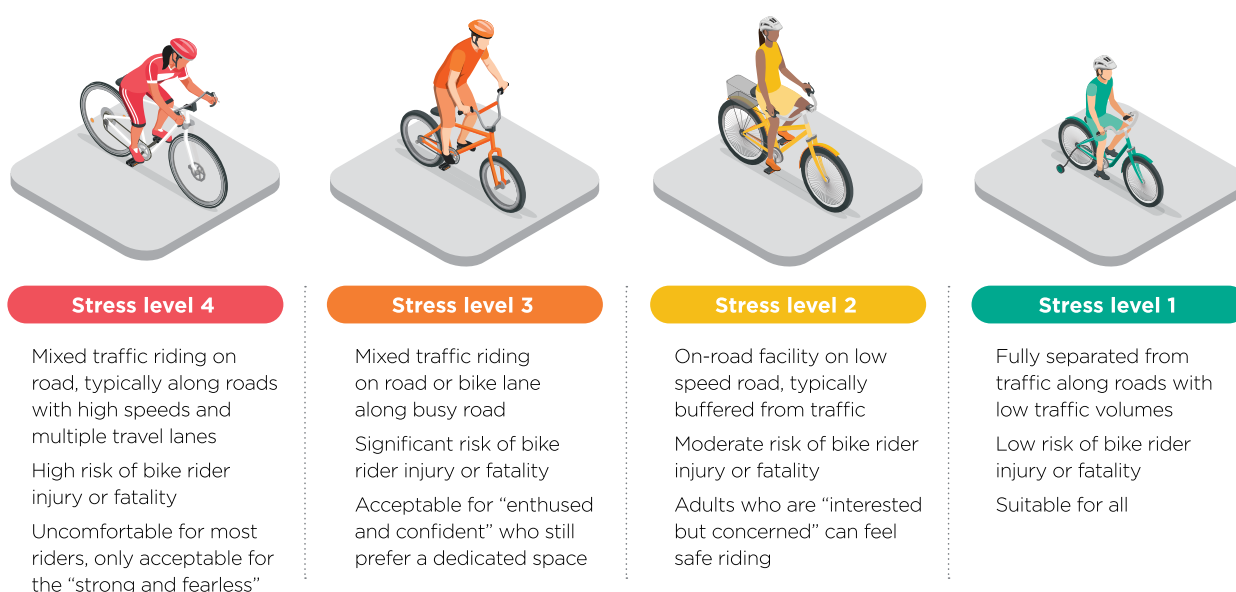 Stress level 4
Mixed traffic riding on
road, typically along roads
with high speeds and
multiple travel lanes
High risk of bike rider
injury or fatality
Uncomfortable for most
riders, only acceptable for
the “strong and fearless”
Stress level 3
Mixed traffic riding
on road or bike lane
along busy road
Significant risk of bike
rider injury or fatality
Acceptable for “enthused
and confident” who still
prefer a dedicated space
Stress level 2
On-road facility on low
speed road, typically
buffered from traffic
Moderate risk of bike rider
injury or fatality
Adults who are “interested
but concerned” can feel
safe riding
Stress level 1
Fully separated from
traffic along roads with
low traffic volumes
Low risk of bike rider
injury or fatality
Suitable for all